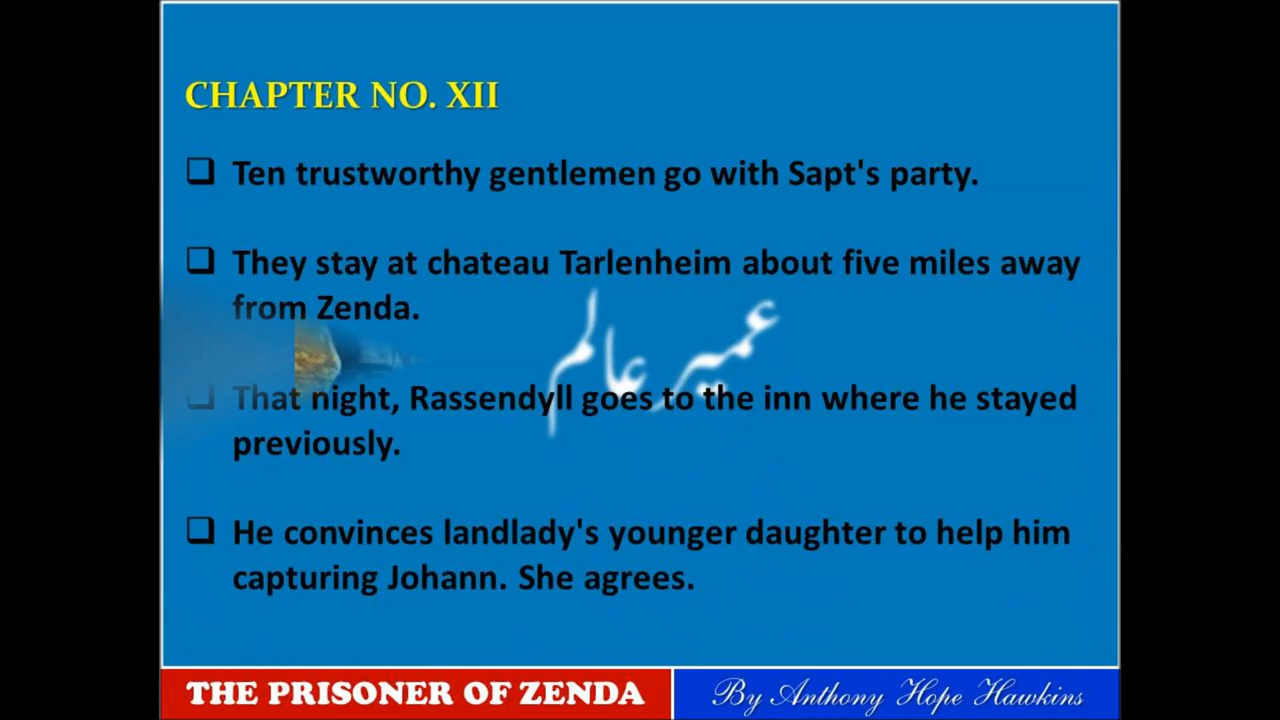 CHAPTER NO. XII
❑ Ten trustworthy gentlemen go with Sapt's party.
❑ They stay at chateau Tarlenheim about five miles away
from Zenda.
عمیر عالم
❑ That night, Rassendyll goes to the inn where he stayed
previously.
❑ He convinces landlady's younger daughter to help him
capturing Johann. She agrees.
THE PRISONER OF ZENDA
By Anthony Hope Hawkins